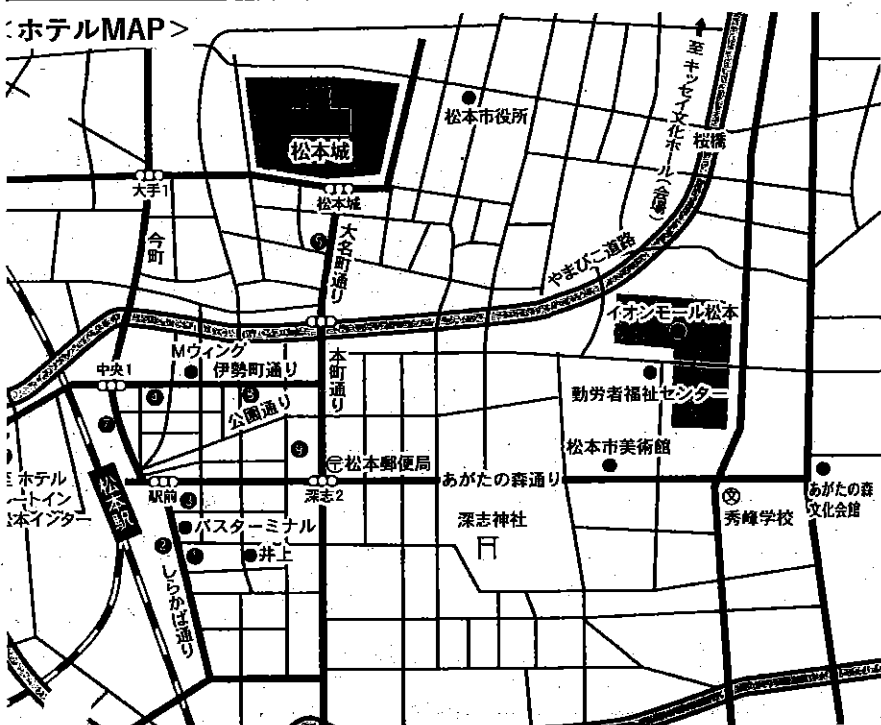 <ホテルMAP>
至 キッセイ文化ホール(会場)
松本市役所
桜橋
松本城
大手1
松本城
今町
大名町通り
やまびこ道路
イオンモール松本
Mウィング
伊勢町通り
本町通り
中央1
公園通り
勤労者福祉センター
松本市美術館
〒松本郵便局
あがたの森通り
ホテル
ートイン
本インター
松本駅
駅前
深志2
あがたの森
文化会館
文
秀峰学校
バスターミナル
深志神社
井上
2
しらかば通り
7
9
3